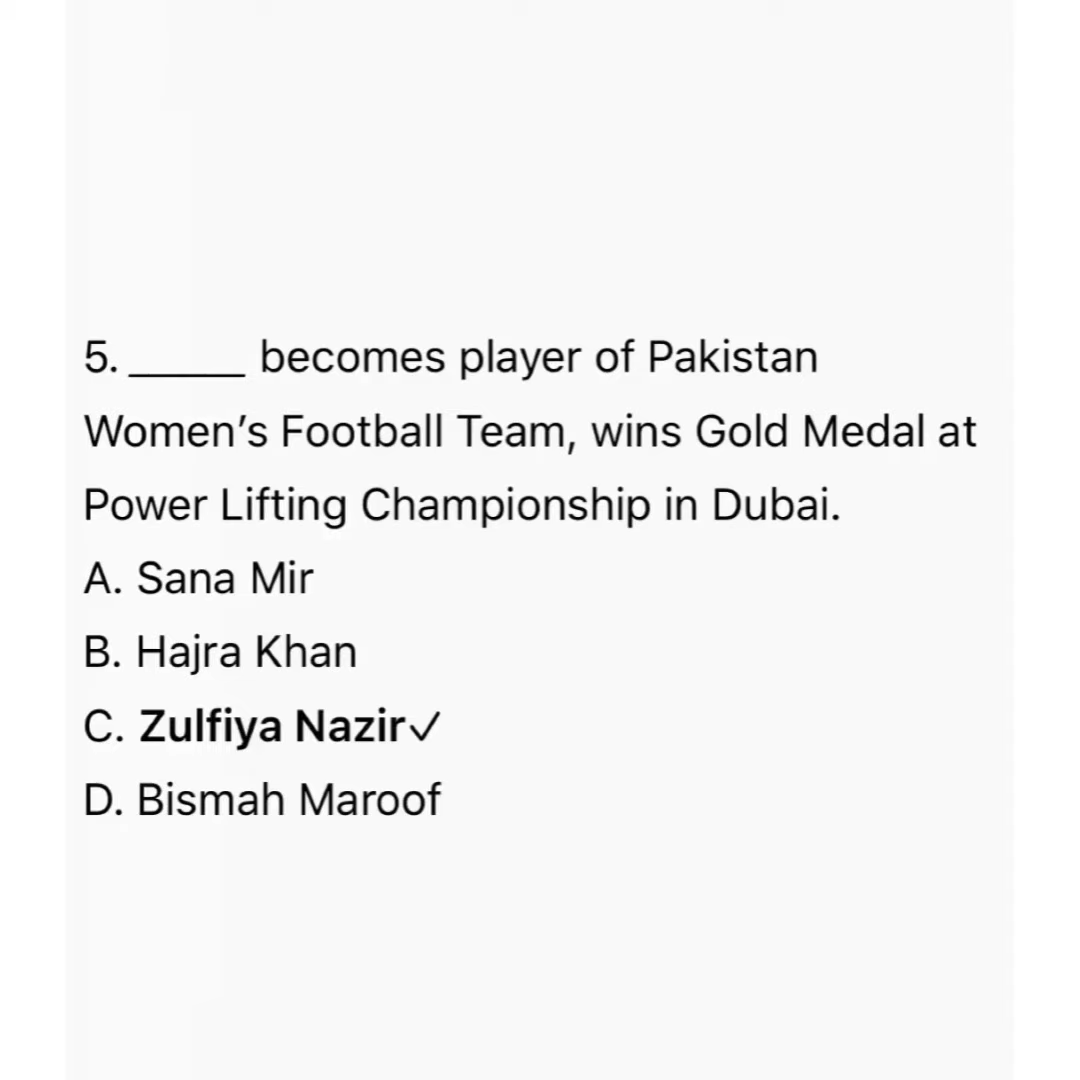 5. ______ becomes player of Pakistan
Women’s Football Team, wins Gold Medal at
Power Lifting Championship in Dubai.
A. Sana Mir
B. Hajra Khan
C. Zulfiya Nazir✓
D. Bismah Maroof